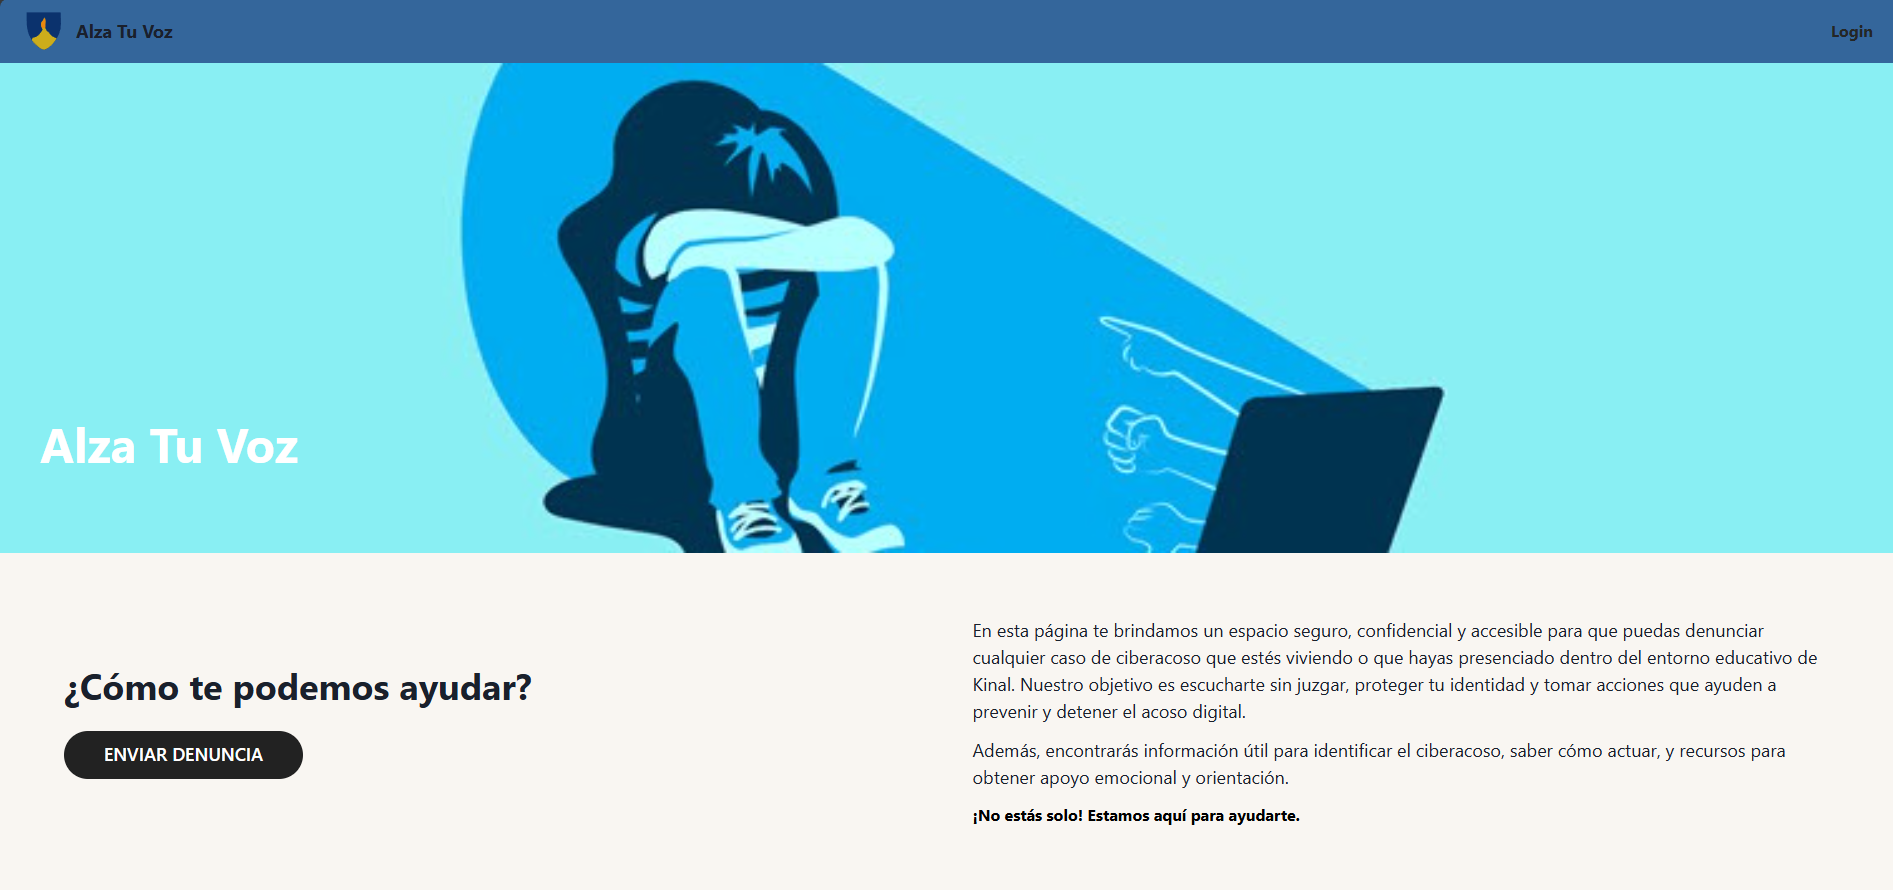 Alza Tu Voz
Login
Alza Tu Voz
¿Cómo te podemos ayudar?
ENVIAR DENUNCIA
En esta página te brindamos un espacio seguro, confidencial y accesible para que puedas denunciar
cualquier caso de ciberacoso que estés viviendo o que hayas presenciado dentro del entorno educativo de
Kinal. Nuestro objetivo es escucharte sin juzgar, proteger tu identidad y tomar acciones que ayuden a
prevenir y detener el acoso digital.
Además, encontrarás información útil para identificar el ciberacoso, saber cómo actuar, y recursos para
obtener apoyo emocional y orientación.
¡No estás solo! Estamos aquí para ayudarte.